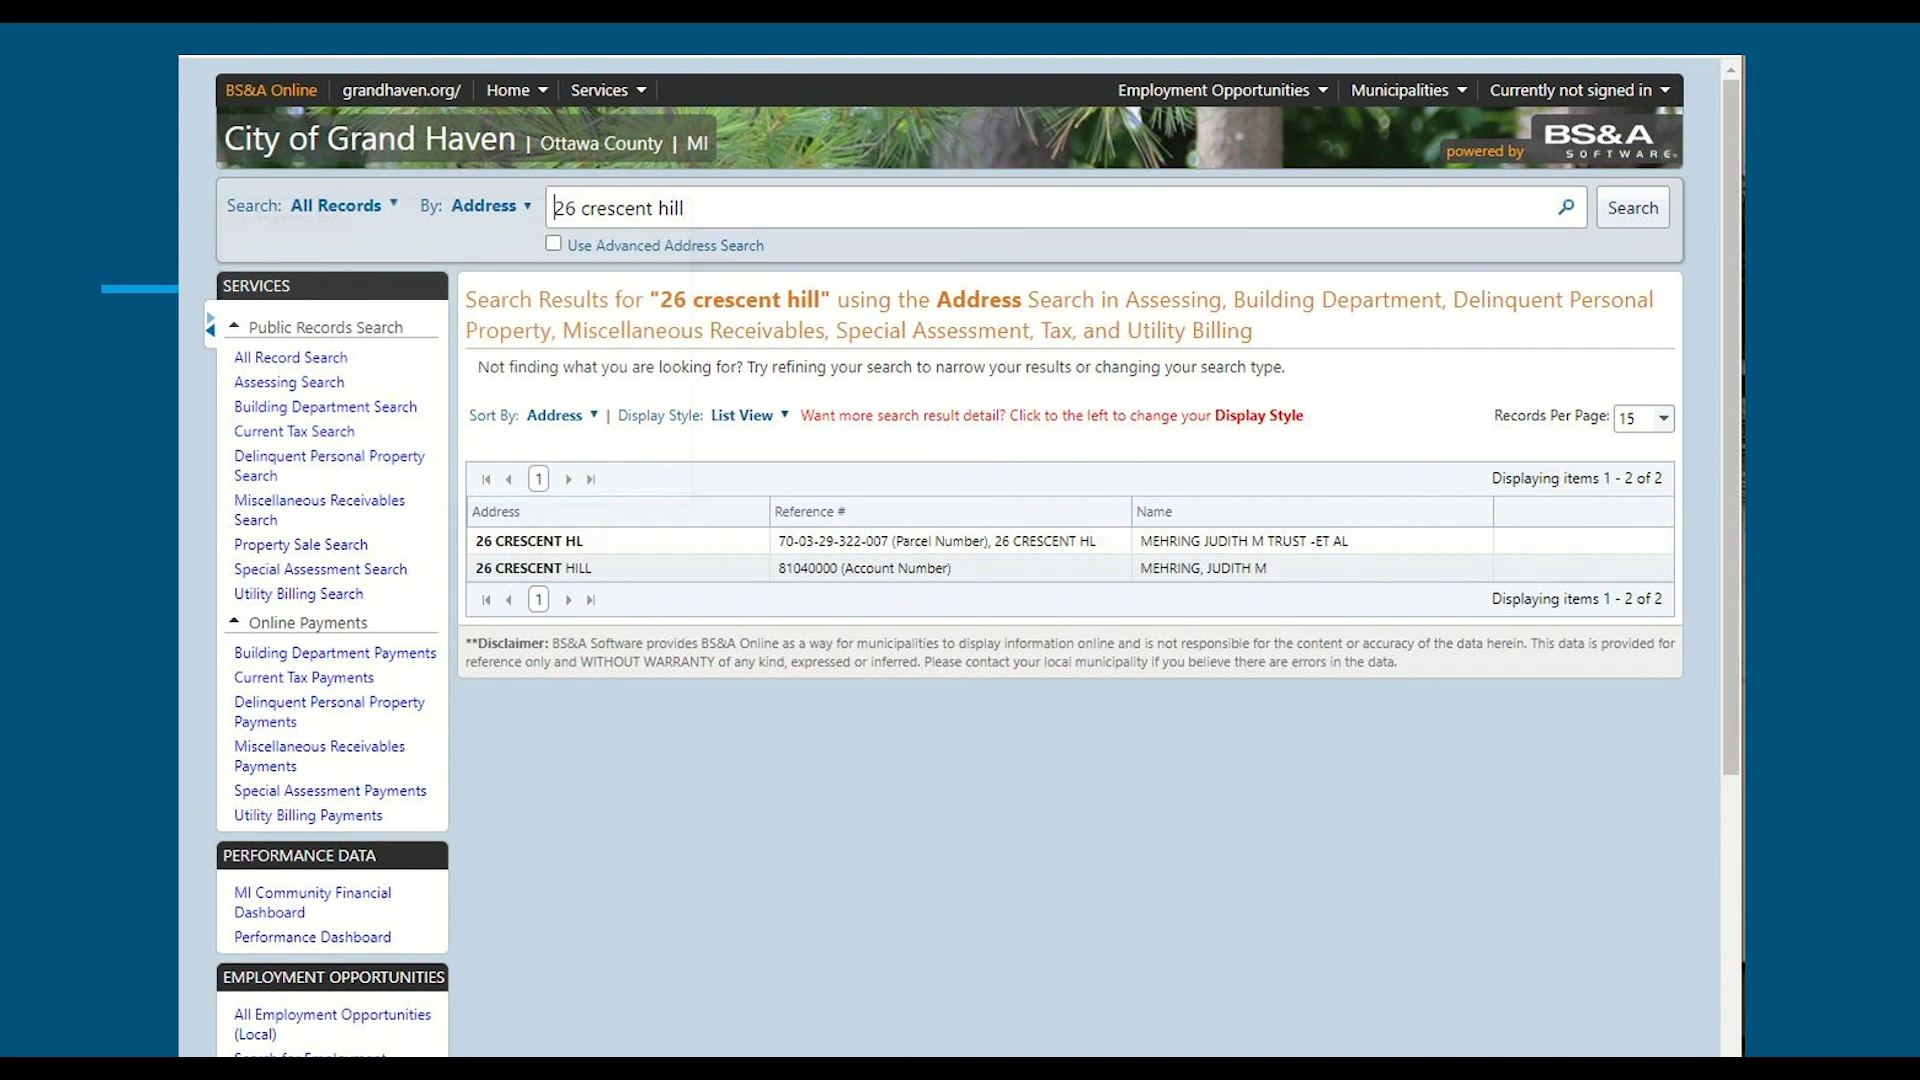 BS&A Online grandhaven.org/ Home Services Employment Opportunities Municipalities Currently not signed in
City of Grand Haven | Ottawa County | MI powered by BS&A SOFTWARE
Search: All Records By: Address 26 crescent hill Search
Use Advanced Address Search
SERVICES
Public Records Search
All Record Search
Assessing Search
Building Department Search
Current Tax Search
Delinquent Personal Property
Search
Miscellaneous Receivables
Search
Property Sale Search
Special Assessment Search
Utility Billing Search
Online Payments
Building Department Payments
Current Tax Payments
Delinquent Personal Property
Payments
Miscellaneous Receivables
Payments
Special Assessment Payments
Utility Billing Payments
PERFORMANCE DATA
MI Community Financial
Dashboard
Performance Dashboard
EMPLOYMENT OPPORTUNITIES
All Employment Opportunities
(Local)
Search for Employment
Search Results for "26 crescent hill" using the Address Search in Assessing, Building Department, Delinquent Personal
Property, Miscellaneous Receivables, Special Assessment, Tax, and Utility Billing
Not finding what you are looking for? Try refining your search to narrow your results or changing your search type.
Sort By: Address | Display Style: List View Want more search result detail? Click to the left to change your Display Style Records Per Page: 15
1 Displaying items 1 - 2 of 2
Address Reference # Name
26 CRESCENT HL 70-03-29-322-007 (Parcel Number), 26 CRESCENT HL MEHRING JUDITH M TRUST -ET AL
26 CRESCENT HILL 81040000 (Account Number) MEHRING, JUDITH M
1 Displaying items 1 - 2 of 2
**Disclaimer: BS&A Software provides BS&A Online as a way for municipalities to display information online and is not responsible for the content or accuracy of the data herein. This data is provided for
reference only and WITHOUT WARRANTY of any kind, expressed or inferred. Please contact your local municipality if you believe there are errors in the data.